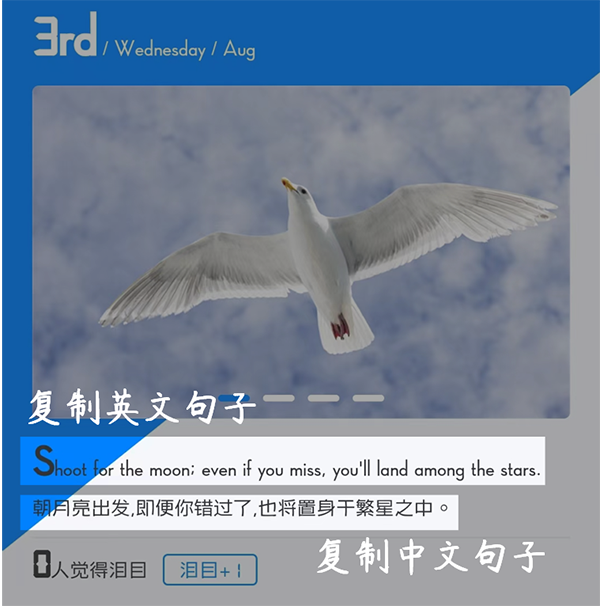 3rd / Wednesday / Aug
复制英文句子
Shoot for the moon; even if you miss, you'll land among the stars.
朝月亮出发,即便你错过了,也将置身于繁星之中。
复制中文句子
0人觉得泪目 泪目+1